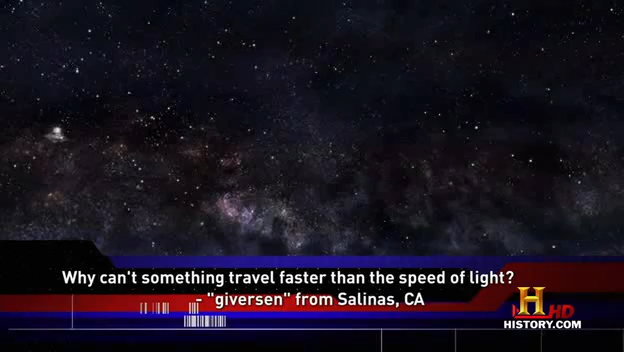 Why can't something travel faster than the speed of light?
- "giversen" from Salinas, CA
H HD
HISTORY.COM